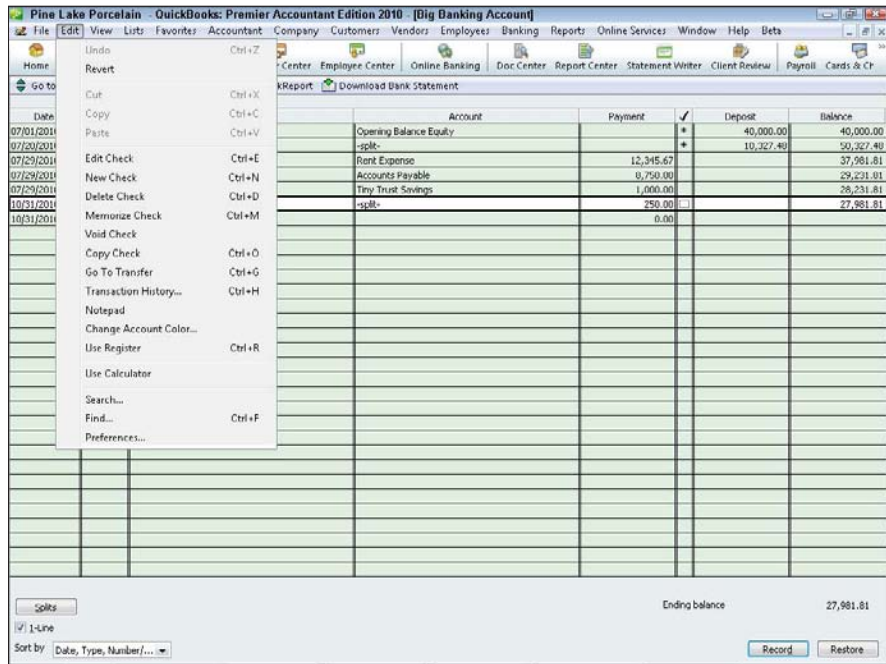 Pine Lake Porcelain - QuickBooks: Premier Accountant Edition 2010 - [Big Banking Account]
File Edit View Lists Favorites Accountant Company Customers Vendors Employees Banking Reports Online Services Window Help Beta
Home Center Employee Center Online Banking Doc Center Report Center Statement Writer Client Review Payroll Cards & Ch
Go to kReport Download Bank Statement
Undo Ctrl+Z
Revert
Cut Ctrl+X
Copy Ctrl+C
Paste Ctrl+V
Edit Check Ctrl+E
New Check Ctrl+N
Delete Check Ctrl+D
Memorize Check Ctrl+M
Void Check
Copy Check Ctrl+O
Go To Transfer Ctrl+G
Transaction History... Ctrl+H
Notepad
Change Account Color...
Use Register Ctrl+R
Use Calculator
Search...
Find... Ctrl+F
Preferences...
Date Account Payment ✓ Deposit Balance
07/01/201 Opening Balance Equity * 40,000.00 40,000.00
07/20/201 -split- * 10,327.48 50,327.48
07/29/201 Rent Expense 12,345.67 37,981.81
07/29/201 Accounts Payable 8,750.00 29,231.81
07/29/201 Tiny Trust Savings 1,000.00 28,231.81
10/31/201 -split- 250.00 27,981.81
10/31/201 0.00
Splits Ending balance 27,981.81
1-Line
Sort by Date, Type, Number/... Record Restore